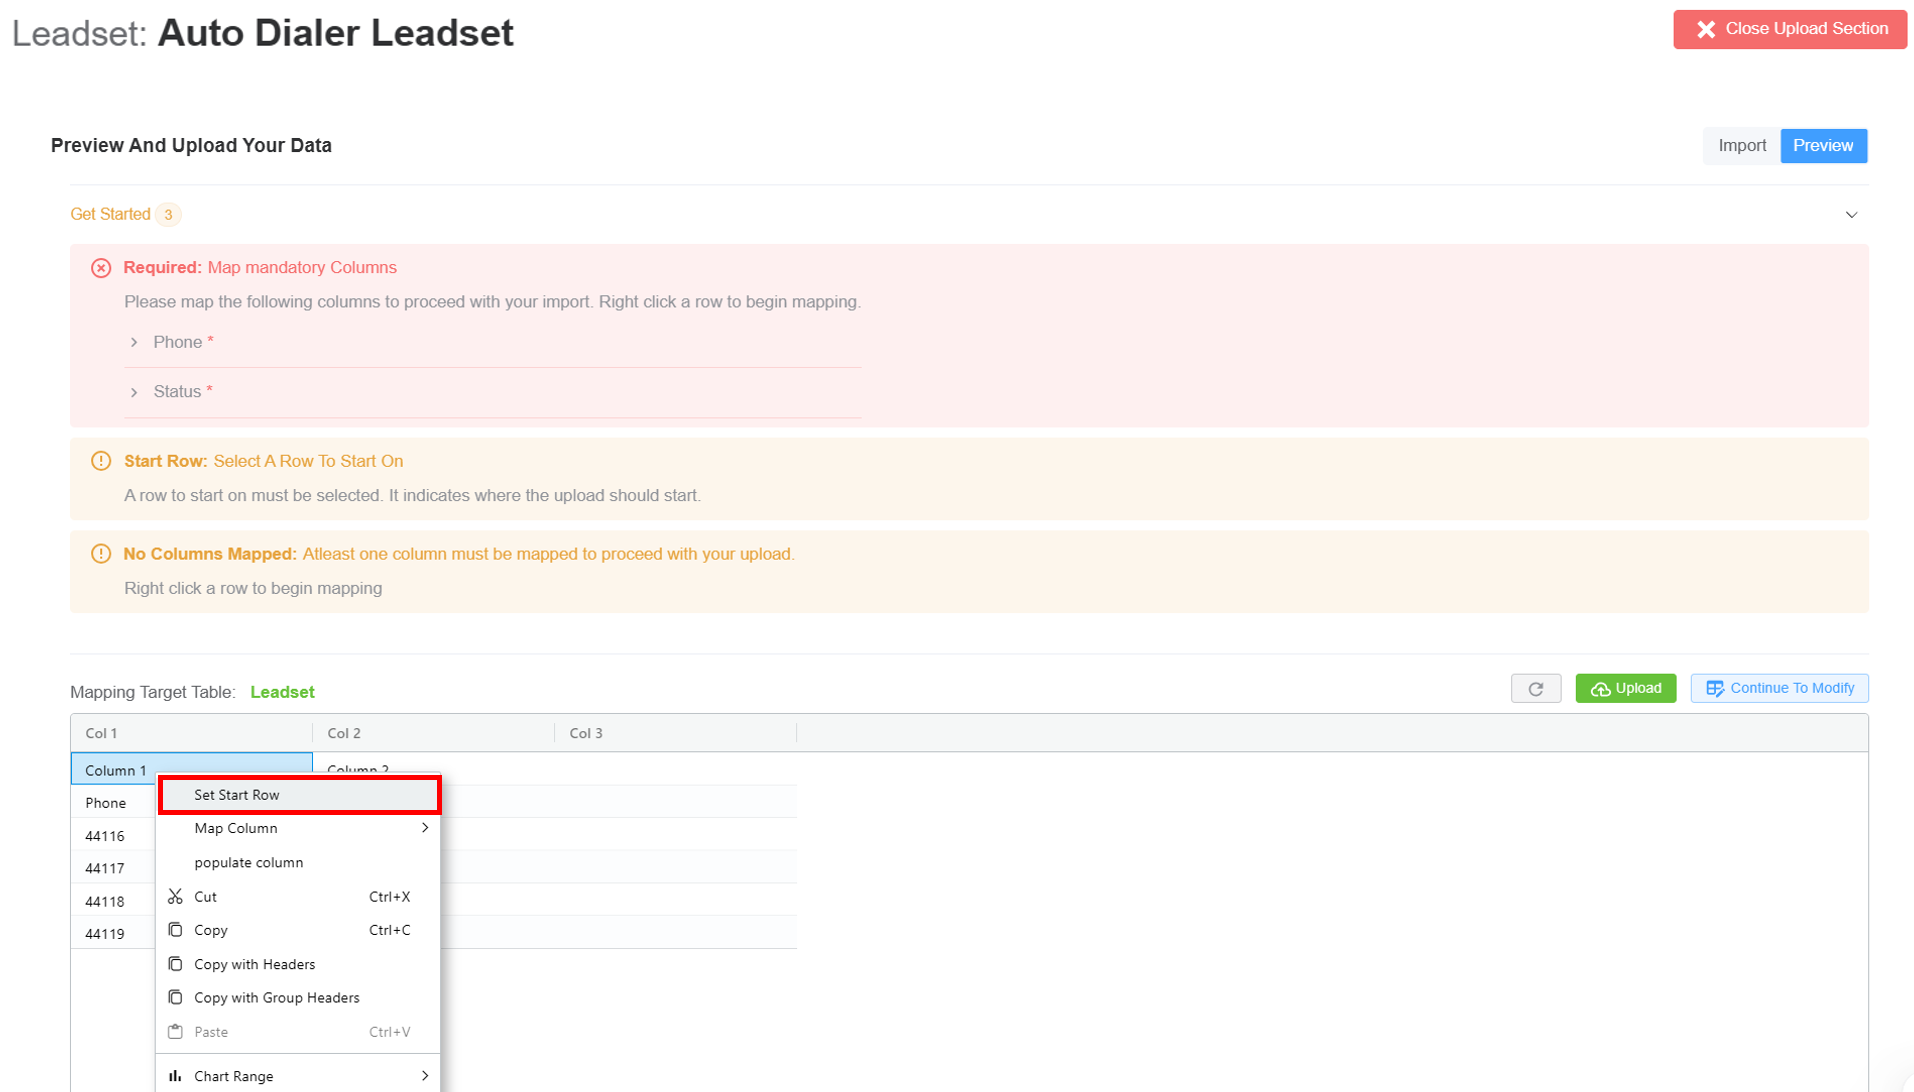 Leadset: Auto Dialer Leadset
Close Upload Section
Preview And Upload Your Data
Import
Preview
Get Started 3
Required: Map mandatory Columns
Please map the following columns to proceed with your import. Right click a row to begin mapping.
Phone *
Status *
Start Row: Select A Row To Start On
A row to start on must be selected. It indicates where the upload should start.
No Columns Mapped: Atleast one column must be mapped to proceed with your upload.
Right click a row to begin mapping
Mapping Target Table: Leadset
Upload
Continue To Modify
Col 1 Col 2 Col 3
Column 1 Column 2
Phone
44116
44117
44118
44119
Set Start Row
Map Column
populate column
Cut Ctrl+X
Copy Ctrl+C
Copy with Headers
Copy with Group Headers
Paste Ctrl+V
Chart Range